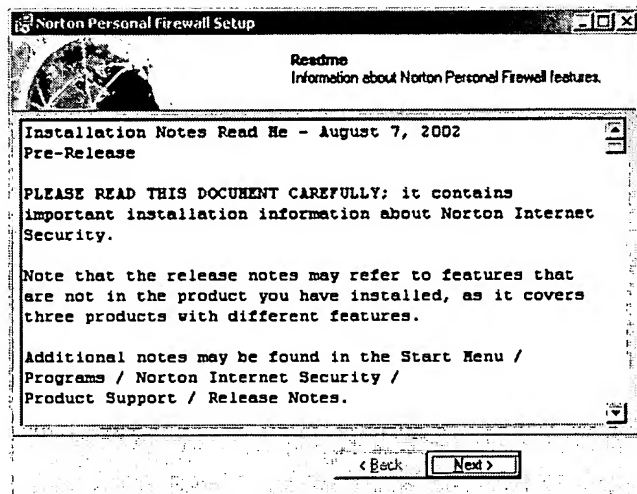 Norton Personal Firewall Setup
Readme
Information about Norton Personal Firewall features.
Installation Notes Read Me - August 7, 2002
Pre-Release
PLEASE READ THIS DOCUMENT CAREFULLY; it contains
important installation information about Norton Internet
Security.
Note that the release notes may refer to features that
are not in the product you have installed, as it covers
three products with different features.
Additional notes may be found in the Start Menu /
Programs / Norton Internet Security /
Product Support / Release Notes.
< Back
Next >